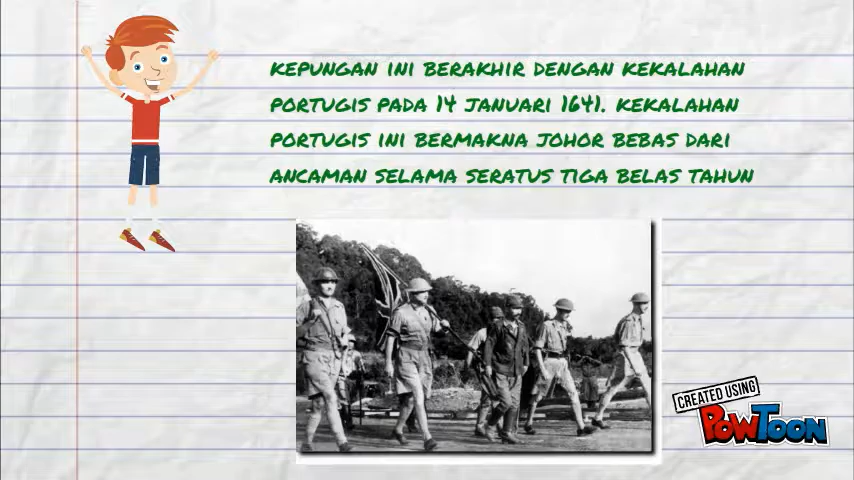 KEPUNGAN INI BERAKHIR DENGAN KEKALAHAN
PORTUGIS PADA 14 JANUARI 1641. KEKALAHAN
PORTUGIS INI BERMAKNA JOHOR BEBAS DARI
ANCAMAN SELAMA SERATUS TIGA BELAS TAHUN
CREATED USING
POWTOON